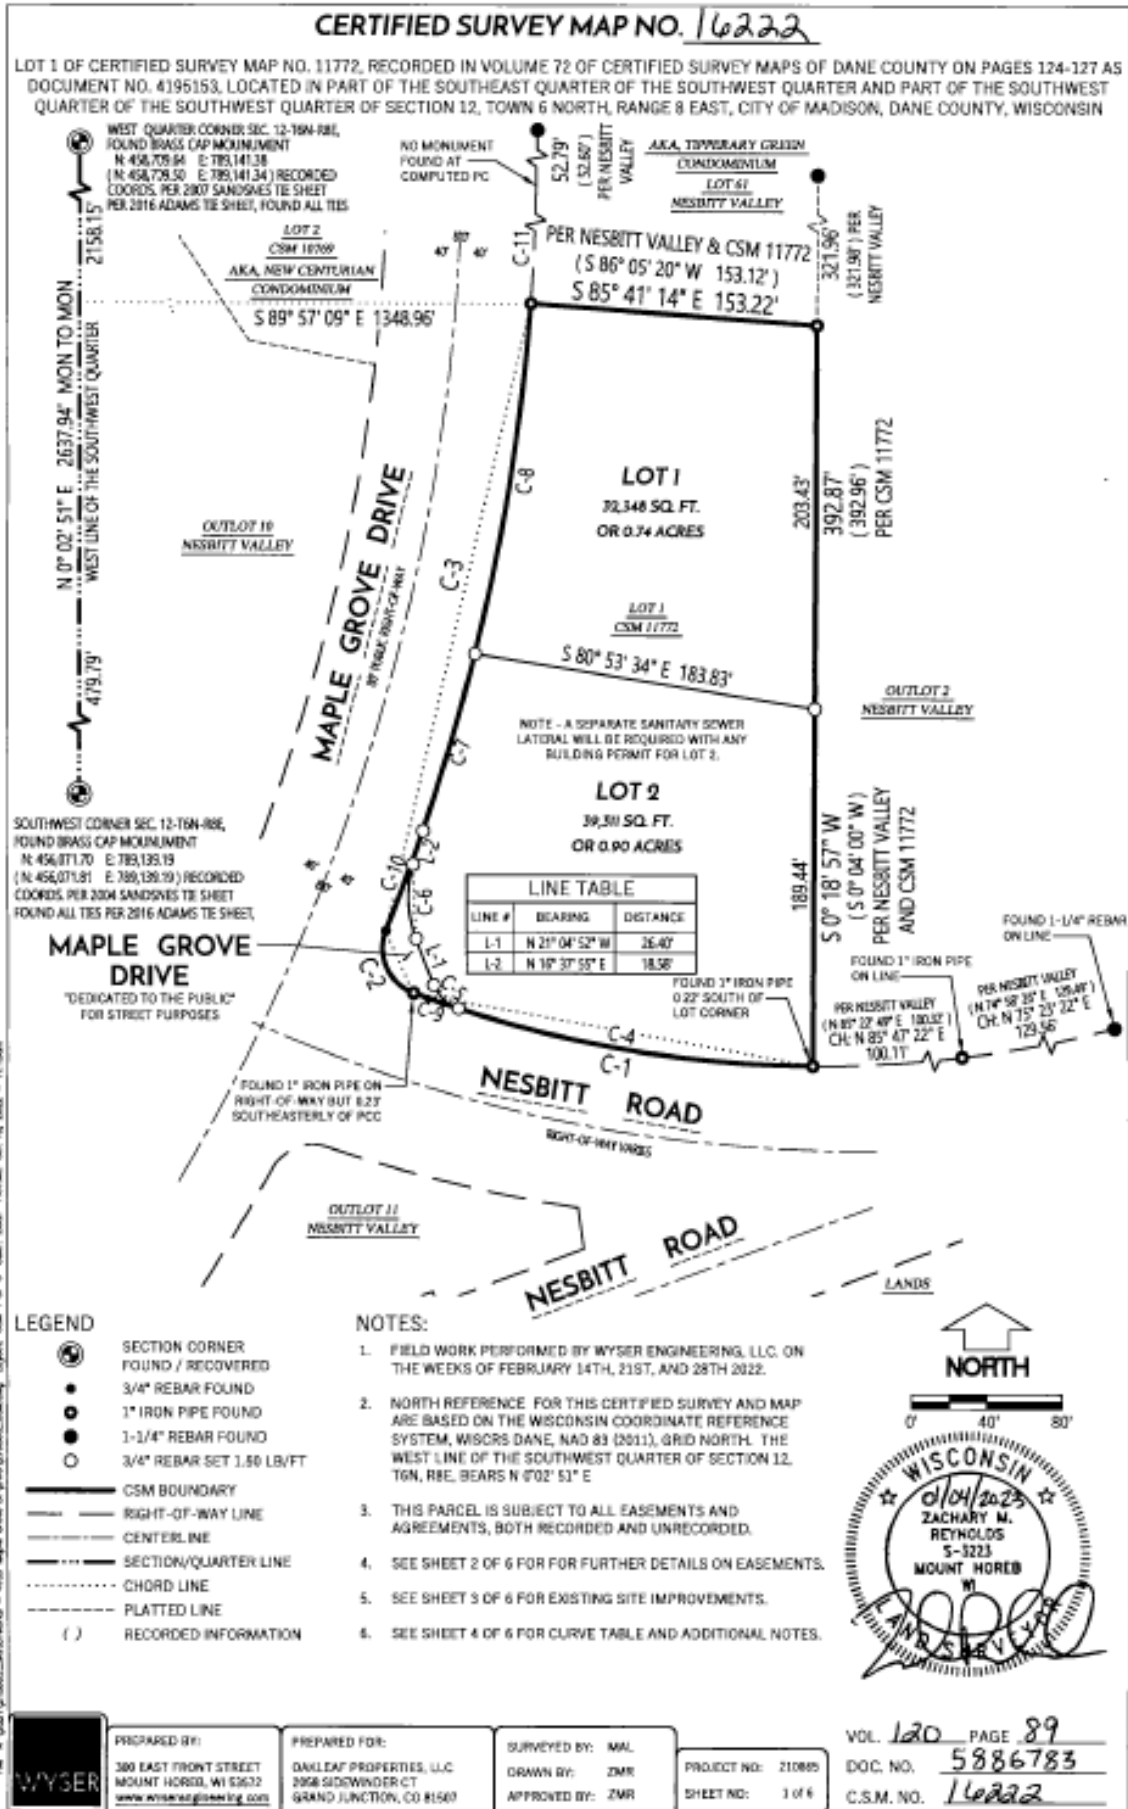 CERTIFIED SURVEY MAP NO. 16222
LOT 1 OF CERTIFIED SURVEY MAP NO. 11772, RECORDED IN VOLUME 72 OF CERTIFIED SURVEY MAPS OF DANE COUNTY ON PAGES 124-127 AS
DOCUMENT NO. 4195153, LOCATED IN PART OF THE SOUTHEAST QUARTER OF THE SOUTHWEST QUARTER AND PART OF THE SOUTHWEST
QUARTER OF THE SOUTHWEST QUARTER OF SECTION 12, TOWN 6 NORTH, RANGE 8 EAST, CITY OF MADISON, DANE COUNTY, WISCONSIN
WEST QUARTER CORNER SEC. 12-T6N-R8E,
FOUND BRASS CAP MOUNUMENT
N: 458,709.64 E: 789,141.38
( N: 458,709.50 E: 789,141.34 ) RECORDED
COORDS. PER 2007 SANDSNES TIE SHEET
PER 2016 ADAMS TIE SHEET, FOUND ALL TIES
NO MONUMENT
FOUND AT
COMPUTED PC
52.79'
( 52.60' )
PER NESBITT
VALLEY
AKA, TIPPERARY GREEN
CONDOMINIUM
LOT 61
NESBITT VALLEY
321.96'
( 321.98' ) PER
NESBITT VALLEY
LOT 2
CSM 10769
AKA, NEW CENTURIAN
CONDOMINIUM
40' 40'
C-11
PER NESBITT VALLEY & CSM 11772
( S 86° 05' 20" W 153.12' )
S 85° 41' 14" E 153.22'
S 89° 57' 09" E 1348.96'
N 0° 02' 51" E 2637.94' MON TO MON
WEST LINE OF THE SOUTHWEST QUARTER
2158.15'
479.79'
OUTLOT 10
NESBITT VALLEY
MAPLE GROVE DRIVE
80' PUBLIC RIGHT-OF-WAY
C-3
C-8
LOT 1
32,348 SQ. FT.
OR 0.74 ACRES
203.43'
392.87'
( 392.96' )
PER CSM 11772
LOT 1
CSM 11772
S 80° 53' 34" E 183.83'
OUTLOT 2
NESBITT VALLEY
NOTE - A SEPARATE SANITARY SEWER
LATERAL WILL BE REQUIRED WITH ANY
BUILDING PERMIT FOR LOT 2.
C-7
LOT 2
39,311 SQ. FT.
OR 0.90 ACRES
SOUTHWEST CORNER SEC. 12-T6N-R8E,
FOUND BRASS CAP MOUNUMENT
N: 456,071.70 E: 789,139.19
( N: 456,071.81 E: 789,139.19 ) RECORDED
COORDS. PER 2004 SANDSNES TIE SHEET
FOUND ALL TIES PER 2016 ADAMS TIE SHEET,
L-2
C-10
C-6
LINE TABLE
LINE # BEARING DISTANCE
L-1 N 21° 04' 52" W 26.40'
L-2 N 16° 37' 55" E 18.58'
189.44'
S 0° 18' 57" W
( S 0° 04' 00" W )
PER NESBITT VALLEY
AND CSM 11772
FOUND 1-1/4" REBAR
ON LINE
MAPLE GROVE
DRIVE
"DEDICATED TO THE PUBLIC"
FOR STREET PURPOSES
L-1
C-2
C-5
C-9
FOUND 1" IRON PIPE
0.22' SOUTH OF
LOT CORNER
FOUND 1" IRON PIPE
ON LINE
PER NESBITT VALLEY
( N 85° 22' 49" E 100.32' )
CH: N 85° 47' 22" E
100.11'
PER NESBITT VALLEY
CH: N 75° 23' 22" E
129.56'
C-4
C-1
FOUND 1" IRON PIPE ON
RIGHT-OF-WAY BUT 0.23'
SOUTHEASTERLY OF PCC
NESBITT ROAD
RIGHT-OF-WAY VARIES
OUTLOT 11
NESBITT VALLEY
NESBITT ROAD
LANDS
LEGEND
SECTION CORNER
FOUND / RECOVERED
3/4" REBAR FOUND
1" IRON PIPE FOUND
1-1/4" REBAR FOUND
3/4" REBAR SET 1.50 LB/FT
CSM BOUNDARY
RIGHT-OF-WAY LINE
CENTERLINE
SECTION/QUARTER LINE
CHORD LINE
PLATTED LINE
( ) RECORDED INFORMATION
NOTES:
1. FIELD WORK PERFORMED BY WYSER ENGINEERING, LLC. ON
THE WEEKS OF FEBRUARY 14TH, 21ST, AND 28TH 2022.
2. NORTH REFERENCE FOR THIS CERTIFIED SURVEY AND MAP
ARE BASED ON THE WISCONSIN COORDINATE REFERENCE
SYSTEM, WISCRS DANE, NAD 83 (2011), GRID NORTH. THE
WEST LINE OF THE SOUTHWEST QUARTER OF SECTION 12,
T6N, R8E, BEARS N 0°02' 51" E
3. THIS PARCEL IS SUBJECT TO ALL EASEMENTS AND
AGREEMENTS, BOTH RECORDED AND UNRECORDED.
4. SEE SHEET 2 OF 6 FOR FOR FURTHER DETAILS ON EASEMENTS.
5. SEE SHEET 3 OF 6 FOR EXISTING SITE IMPROVEMENTS.
6. SEE SHEET 4 OF 6 FOR CURVE TABLE AND ADDITIONAL NOTES.
NORTH
0' 40' 80'
WISCONSIN
01/04/2023
ZACHARY M.
REYNOLDS
S-3223
MOUNT HOREB
WI
LAND SURVEYOR
WYSER
PREPARED BY:
300 EAST FRONT STREET
MOUNT HOREB, WI 53572
www.wyserengineering.com
PREPARED FOR:
OAKLEAF PROPERTIES, LLC
2058 SIDEWINDER CT
GRAND JUNCTION, CO 81507
SURVEYED BY: MAL
DRAWN BY: ZMR
APPROVED BY: ZMR
PROJECT NO: 210865
SHEET NO: 1 of 6
VOL. 120 PAGE 89
DOC. NO. 5886783
C.S.M. NO. 16222